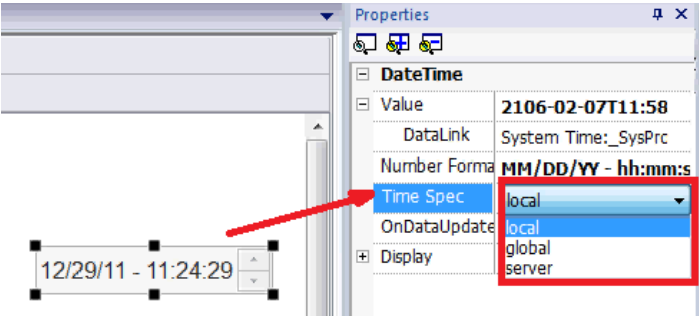 Properties
DateTime
Value 2106-02-07T11:58
DataLink System Time:_SysPrc
Number Forma MM/DD/YY - hh:mm:s
Time Spec local
OnDataUpdate local
Display global
server
12/29/11 - 11:24:29